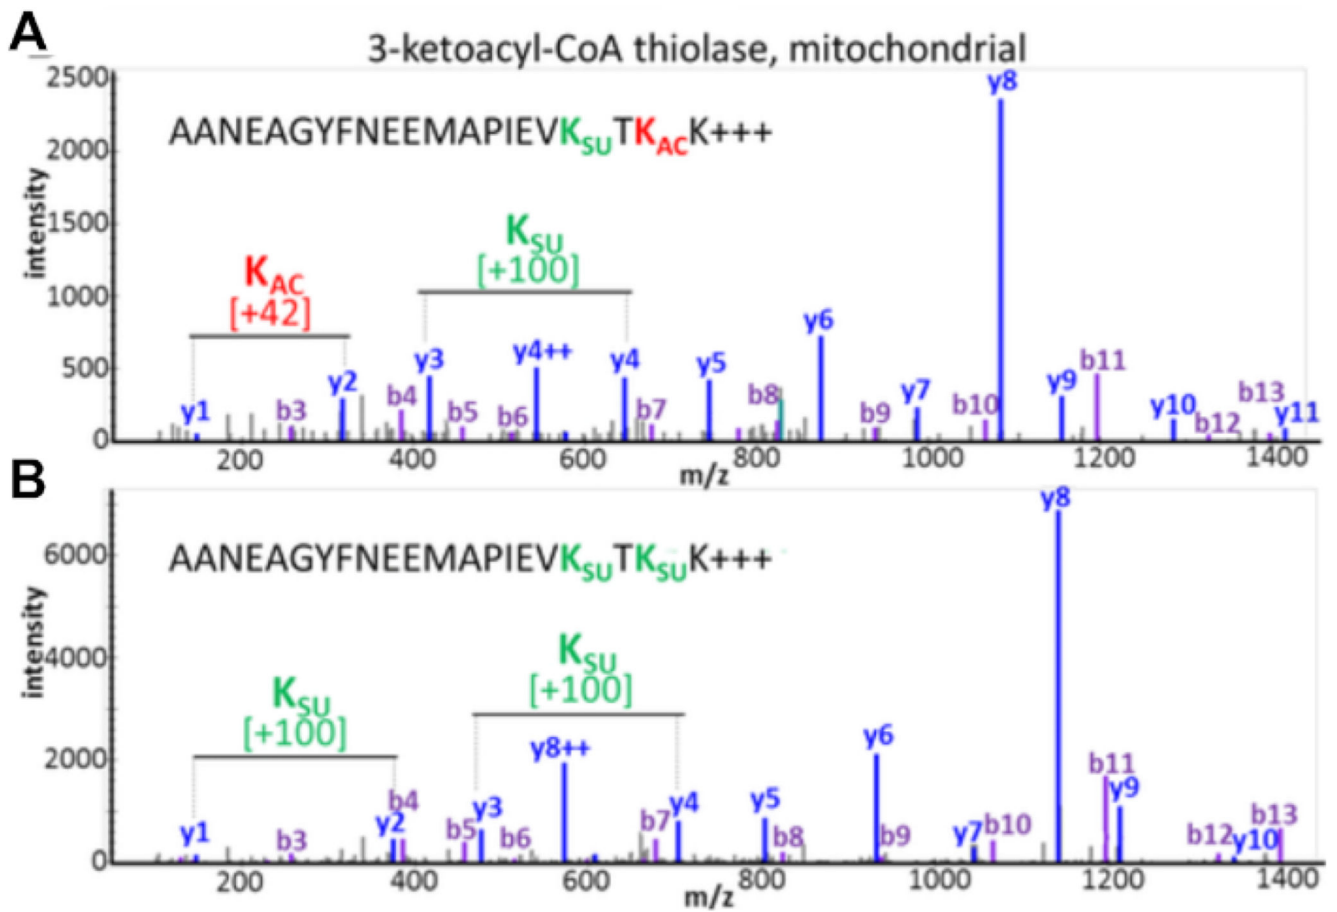 A
3-ketoacyl-CoA thiolase, mitochondrial
2500
2000
1500
1000
500
0
intensity
AANEAGYFNEEMAPIEVKSUTKACK+++
KAC
[+42]
KSU
[+100]
y1
b3
y2
b4
y3
b5
b6
y4++
y4
b7
y5
b8
y6
b9
y7
b10
y8
y9
b11
y10
b12
b13
y11
200 400 600 800 1000 1200 1400
m/z
B
6000
4000
2000
0
intensity
AANEAGYFNEEMAPIEVKSUTKSUK+++
KSU
[+100]
KSU
[+100]
y1
b3
b4
y2
b5
y3
b6
y8++
b7
y4
y5
b8
y6
b9
y7
b10
y8
b11
y9
b12
y10
b13
200 400 600 800 1000 1200 1400
m/z